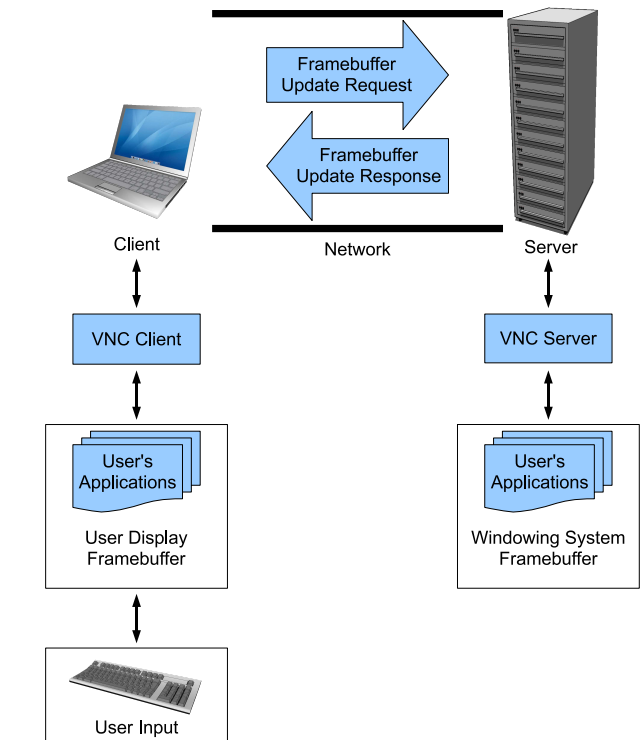 Framebuffer
Update Request
Framebuffer
Update Response
Client
Network
Server
VNC Client
VNC Server
User's
Applications
User Display
Framebuffer
User's
Applications
Windowing System
Framebuffer
User Input